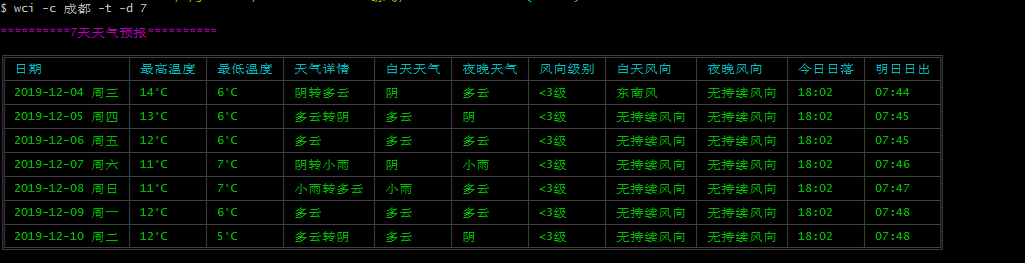 $ wci -c 成都 -t -d 7
**********7天天气预报**********
日期 最高温度 最低温度 天气详情 白天天气 夜晚天气 风向级别 白天风向 夜晚风向 今日日落 明日日出
2019-12-04 周三 14°C 6°C 阴转多云 阴 多云 <3级 东南风 无持续风向 18:02 07:44
2019-12-05 周四 13°C 6°C 多云转阴 多云 阴 <3级 无持续风向 无持续风向 18:02 07:45
2019-12-06 周五 12°C 6°C 多云 多云 多云 <3级 无持续风向 无持续风向 18:02 07:45
2019-12-07 周六 11°C 7°C 阴转小雨 阴 小雨 <3级 无持续风向 无持续风向 18:02 07:46
2019-12-08 周日 11°C 7°C 小雨转多云 小雨 多云 <3级 无持续风向 无持续风向 18:02 07:47
2019-12-09 周一 12°C 6°C 多云 多云 多云 <3级 无持续风向 无持续风向 18:02 07:48
2019-12-10 周二 12°C 5°C 多云转阴 多云 阴 <3级 无持续风向 无持续风向 18:02 07:48